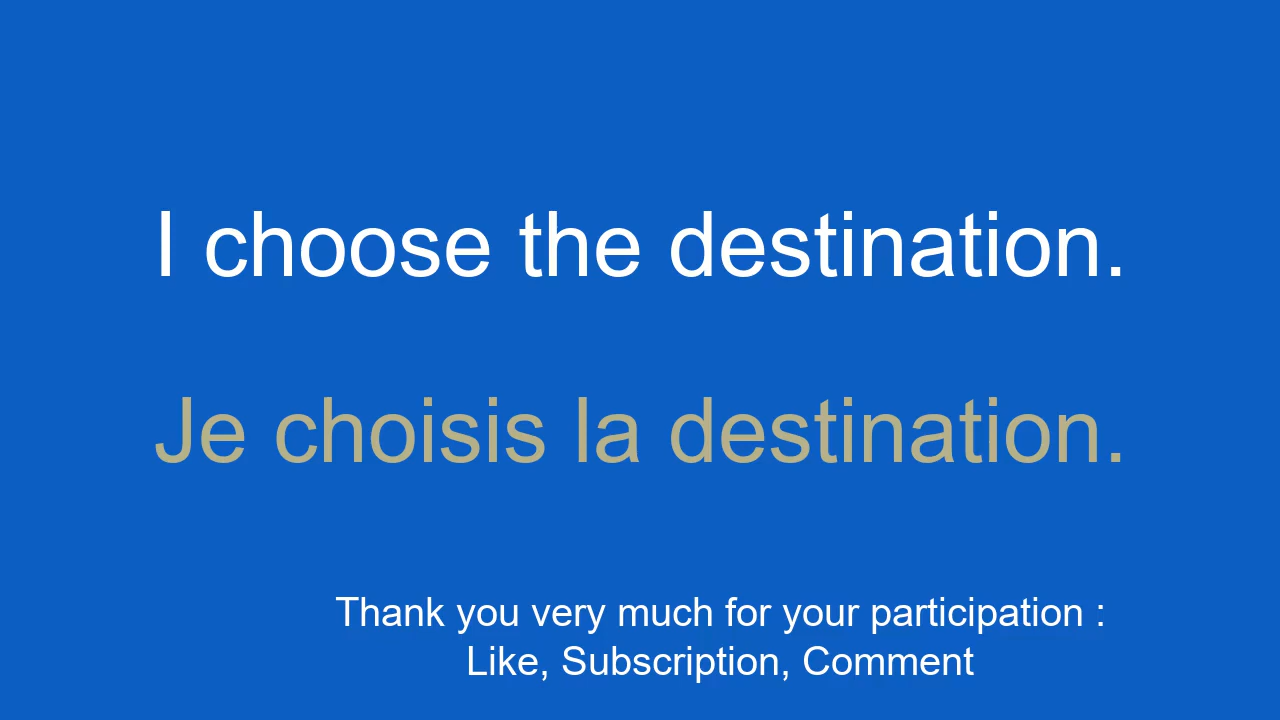 I choose the destination.
Je choisis la destination.
Thank you very much for your participation :
Like, Subscription, Comment